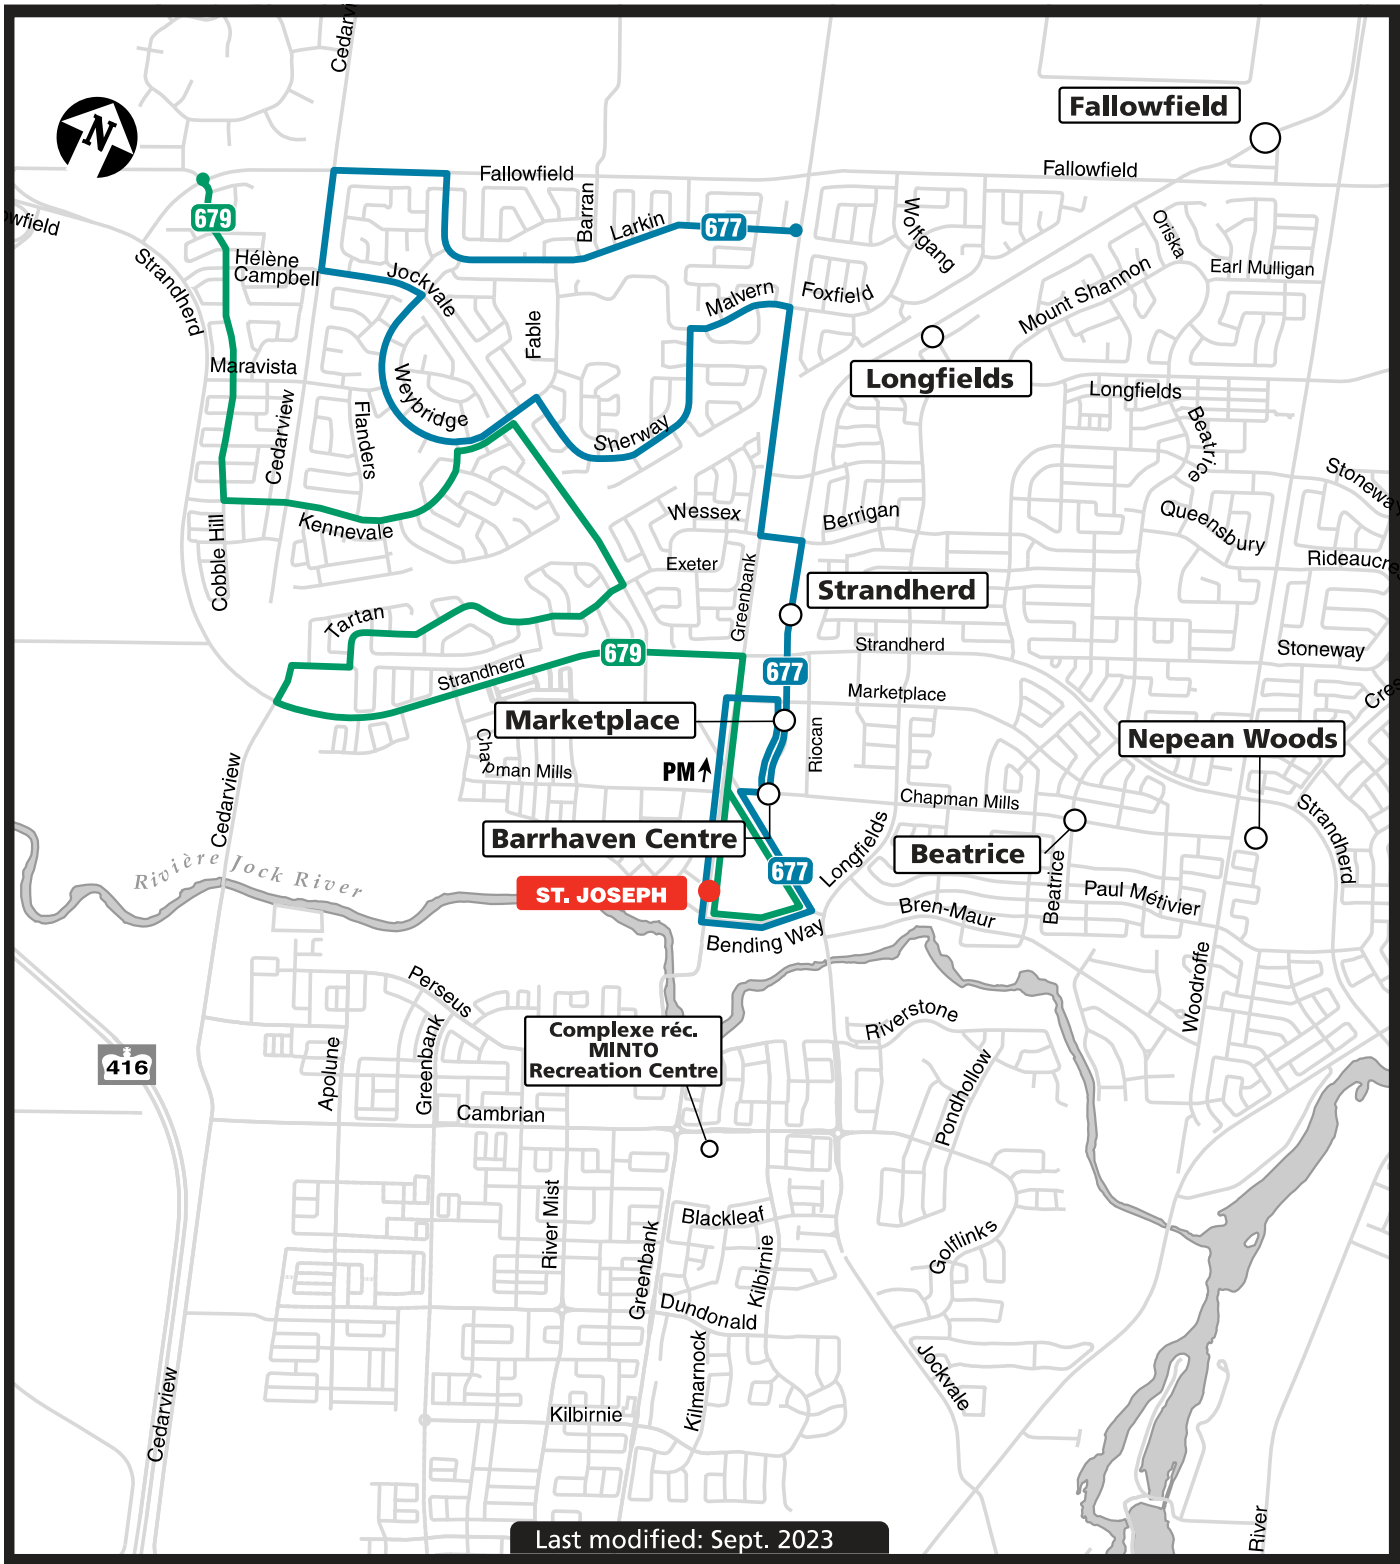 Cedarvi
N
Fallowfield
Fallowfield
Fallowfield
owfield
679
Hélène
Campbell
Strandherd
Barran
Larkin
677
Wolfgang
Oriska
Earl Mulligan
Mount Shannon
Jockvale
Malvern
Foxfield
Fable
Longfields
Maravista
Weybridge
Cedarview
Flanders
Sherway
Longfields
Beatrice
Stoneway
Queensbury
Rideaucre
Kennevale
Cobble Hill
Wessex
Berrigan
Exeter
Greenbank
Strandherd
Tartan
Strandherd
679
Strandherd
677
Stoneway
Cres
Marketplace
Marketplace
Riocan
Nepean Woods
Chapman Mills
PM
Cedarview
Chapman Mills
Strandherd
Barrhaven Centre
Longfields
Beatrice
677
Rivière Jock River
ST. JOSEPH
Beatrice
Paul Métivier
Bren-Maur
Bending Way
Woodroffe
Perseus
Riverstone
Complexe réc.
MINTO
Recreation Centre
416
Apolune
Greenbank
Cambrian
Pondhollow
River Mist
Greenbank
Blackleaf
Kilbirnie
Golflinks
Dundonald
Kilmarnock
Jockvale
Cedarview
Kilbirnie
River
Last modified: Sept. 2023